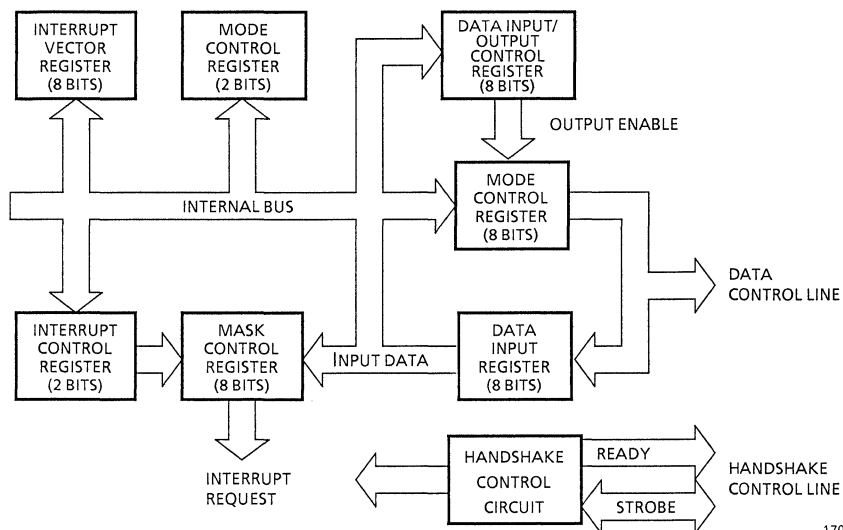 INTERRUPT
VECTOR
REGISTER
(8 BITS)
MODE
CONTROL
REGISTER
(2 BITS)
DATA INPUT/
OUTPUT
CONTROL
REGISTER
(8 BITS)
OUTPUT ENABLE
INTERNAL BUS
MODE
CONTROL
REGISTER
(8 BITS)
DATA
CONTROL LINE
INTERRUPT
CONTROL
REGISTER
(2 BITS)
MASK
CONTROL
REGISTER
(8 BITS)
INPUT DATA
DATA
INPUT
REGISTER
(8 BITS)
INTERRUPT
REQUEST
HANDSHAKE
CONTROL
CIRCUIT
READY
STROBE
HANDSHAKE
CONTROL LINE